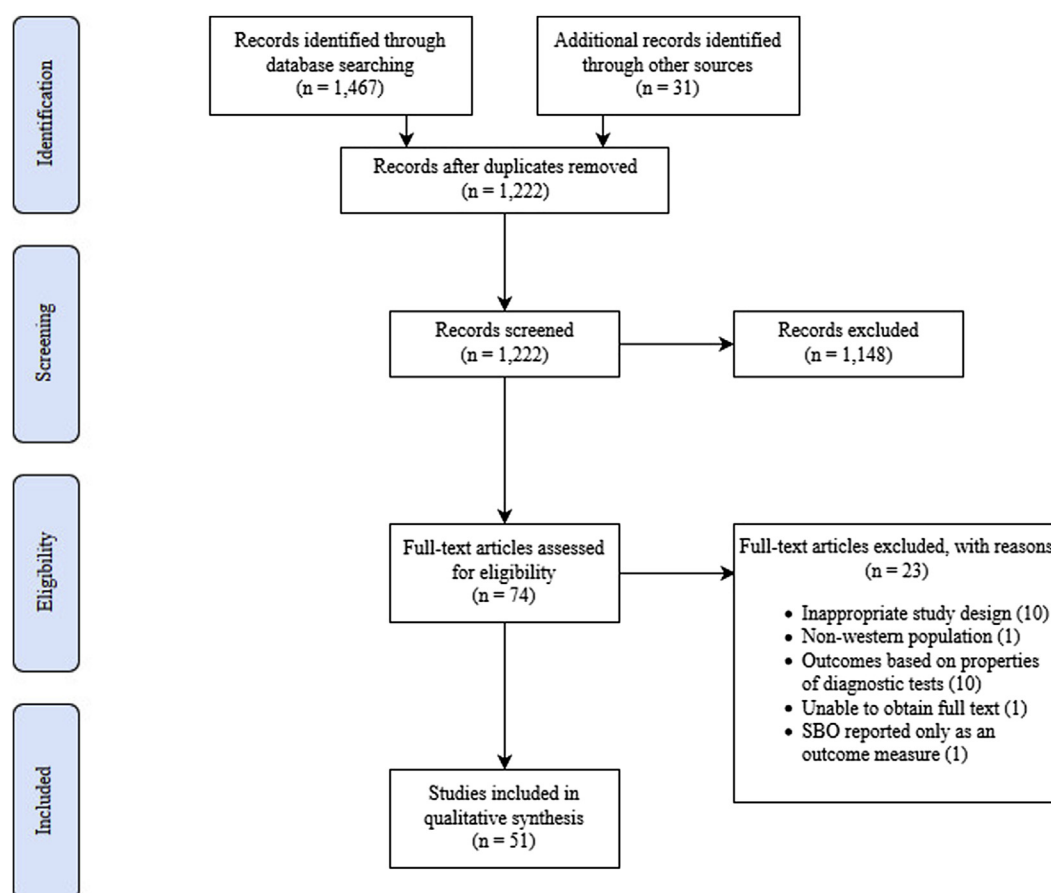 Identification
Records identified through
database searching
(n = 1,467)
Additional records identified
through other sources
(n = 31)
Records after duplicates removed
(n = 1,222)
Screening
Records screened
(n = 1,222)
Records excluded
(n = 1,148)
Eligibility
Full-text articles assessed
for eligibility
(n = 74)
Full-text articles excluded, with reasons
(n = 23)
• Inappropriate study design (10)
• Non-western population (1)
• Outcomes based on properties
of diagnostic tests (10)
• Unable to obtain full text (1)
• SBO reported only as an
outcome measure (1)
Included
Studies included in
qualitative synthesis
(n = 51)